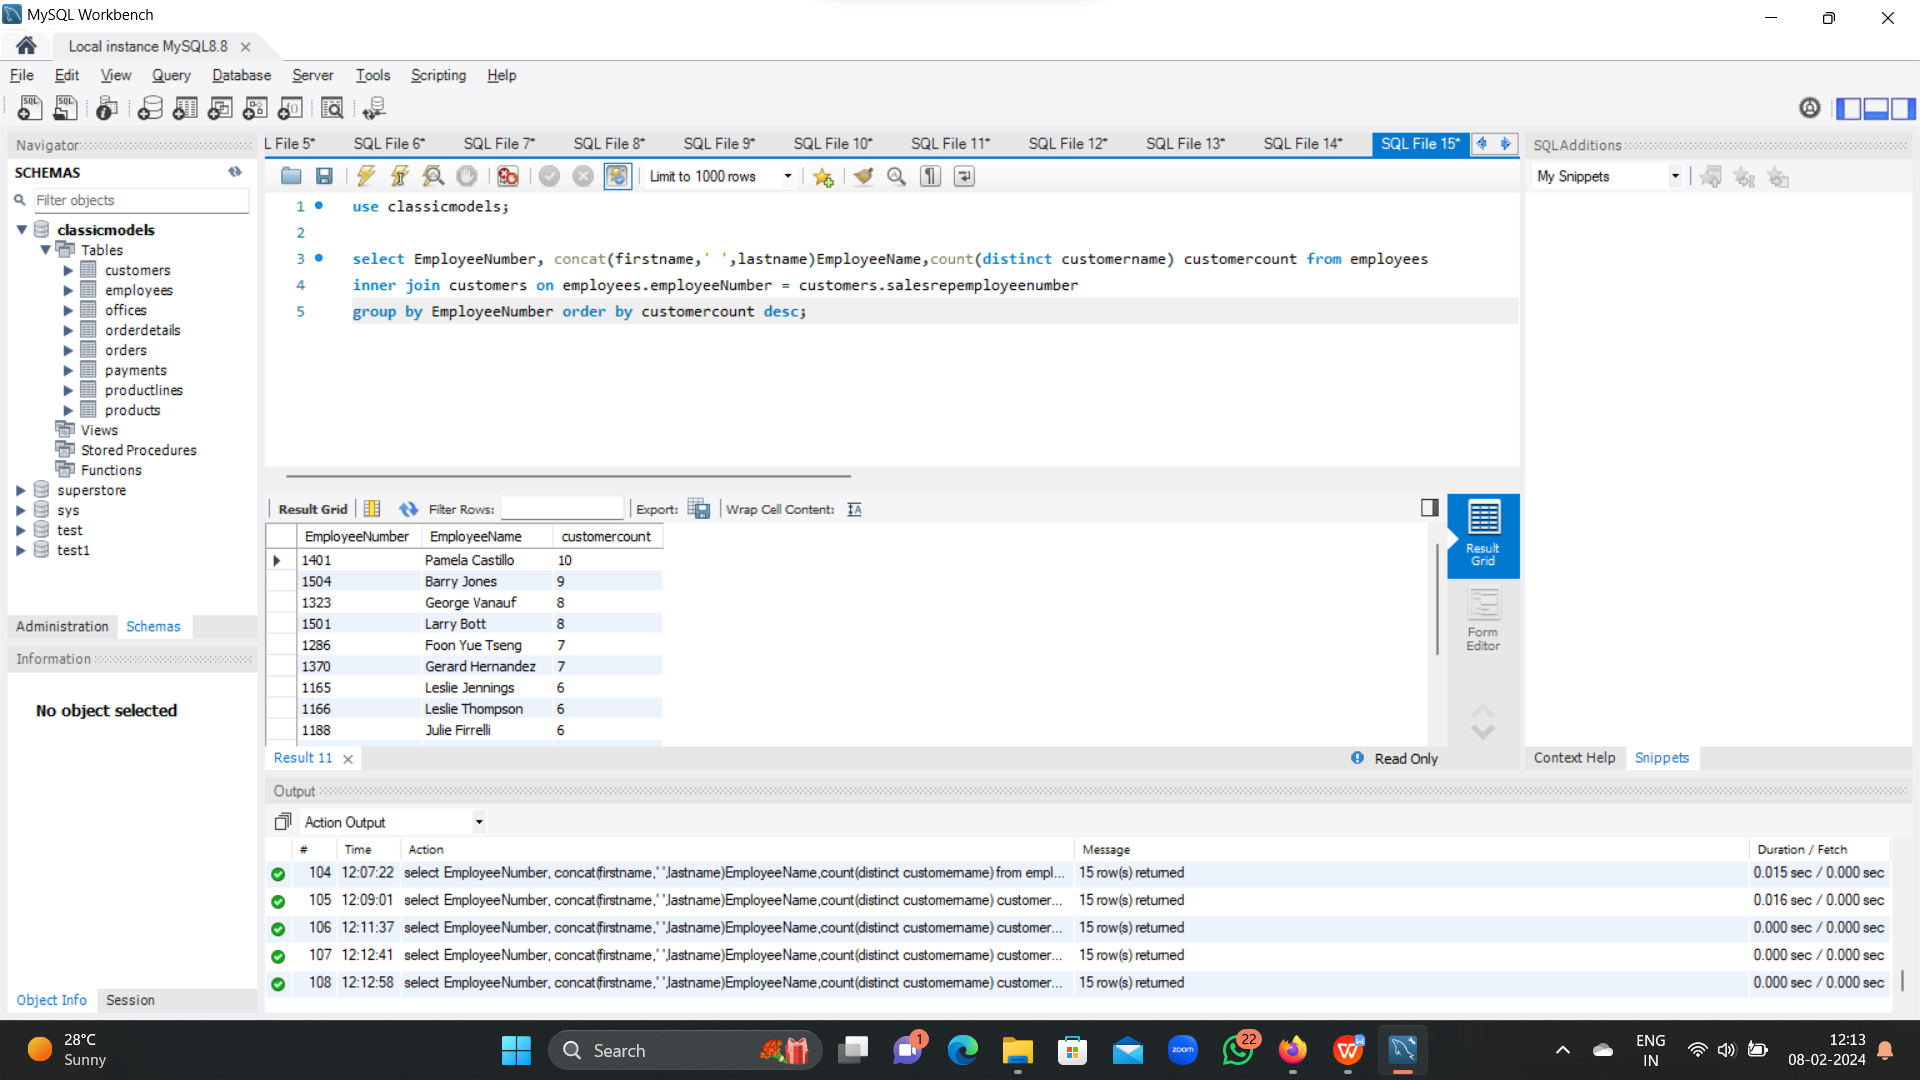 MySQL Workbench
Local instance MySQL8.8
File Edit View Query Database Server Tools Scripting Help
Navigator
SCHEMAS
Filter objects
classicmodels
Tables
customers
employees
offices
orderdetails
orders
payments
productlines
products
Views
Stored Procedures
Functions
superstore
sys
test
test1
Administration Schemas
Information
No object selected
Object Info Session
L File 5* SQL File 6* SQL File 7* SQL File 8* SQL File 9* SQL File 10* SQL File 11* SQL File 12* SQL File 13* SQL File 14* SQL File 15*
Limit to 1000 rows
1 use classicmodels;
2
3 select EmployeeNumber, concat(firstname,' ',lastname)EmployeeName,count(distinct customername) customercount from employees
4 inner join customers on employees.employeeNumber = customers.salesrepemployeenumber
5 group by EmployeeNumber order by customercount desc;
Result Grid Filter Rows: Export: Wrap Cell Content:
EmployeeNumber EmployeeName customercount
1401 Pamela Castillo 10
1504 Barry Jones 9
1323 George Vanauf 8
1501 Larry Bott 8
1286 Foon Yue Tseng 7
1370 Gerard Hernandez 7
1165 Leslie Jennings 6
1166 Leslie Thompson 6
1188 Julie Firrelli 6
Result Grid
Form Editor
Result 11
Read Only
SQLAdditions
My Snippets
Context Help Snippets
Output
Action Output
# Time Action Message Duration / Fetch
104 12:07:22 select EmployeeNumber, concat(firstname,' ',lastname)EmployeeName,count(distinct customername) from empl... 15 row(s) returned 0.015 sec / 0.000 sec
105 12:09:01 select EmployeeNumber, concat(firstname,' ',lastname)EmployeeName,count(distinct customername) customer... 15 row(s) returned 0.016 sec / 0.000 sec
106 12:11:37 select EmployeeNumber, concat(firstname,' ',lastname)EmployeeName,count(distinct customername) customer... 15 row(s) returned 0.000 sec / 0.000 sec
107 12:12:41 select EmployeeNumber, concat(firstname,' ',lastname)EmployeeName,count(distinct customername) customer... 15 row(s) returned 0.000 sec / 0.000 sec
108 12:12:58 select EmployeeNumber, concat(firstname,' ',lastname)EmployeeName,count(distinct customername) customer... 15 row(s) returned 0.000 sec / 0.000 sec
28°C
Sunny
Search
1
zoom
22
W
ENG
IN
12:13
08-02-2024